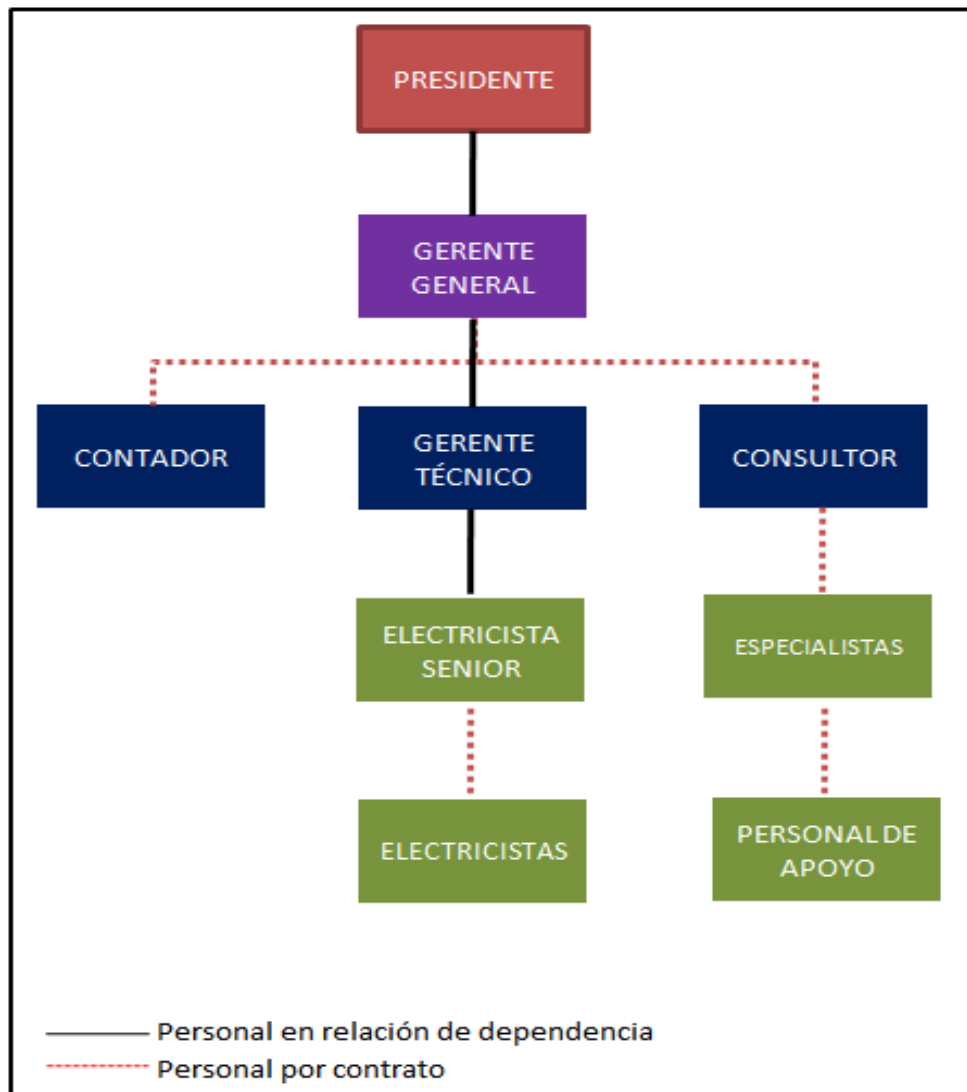 PRESIDENTE
GERENTE
GENERAL
CONTADOR
GERENTE
TÉCNICO
CONSULTOR
ELECTRICISTA
SENIOR
ESPECIALISTAS
ELECTRICISTAS
PERSONAL DE
APOYO
Personal en relación de dependencia
Personal por contrato